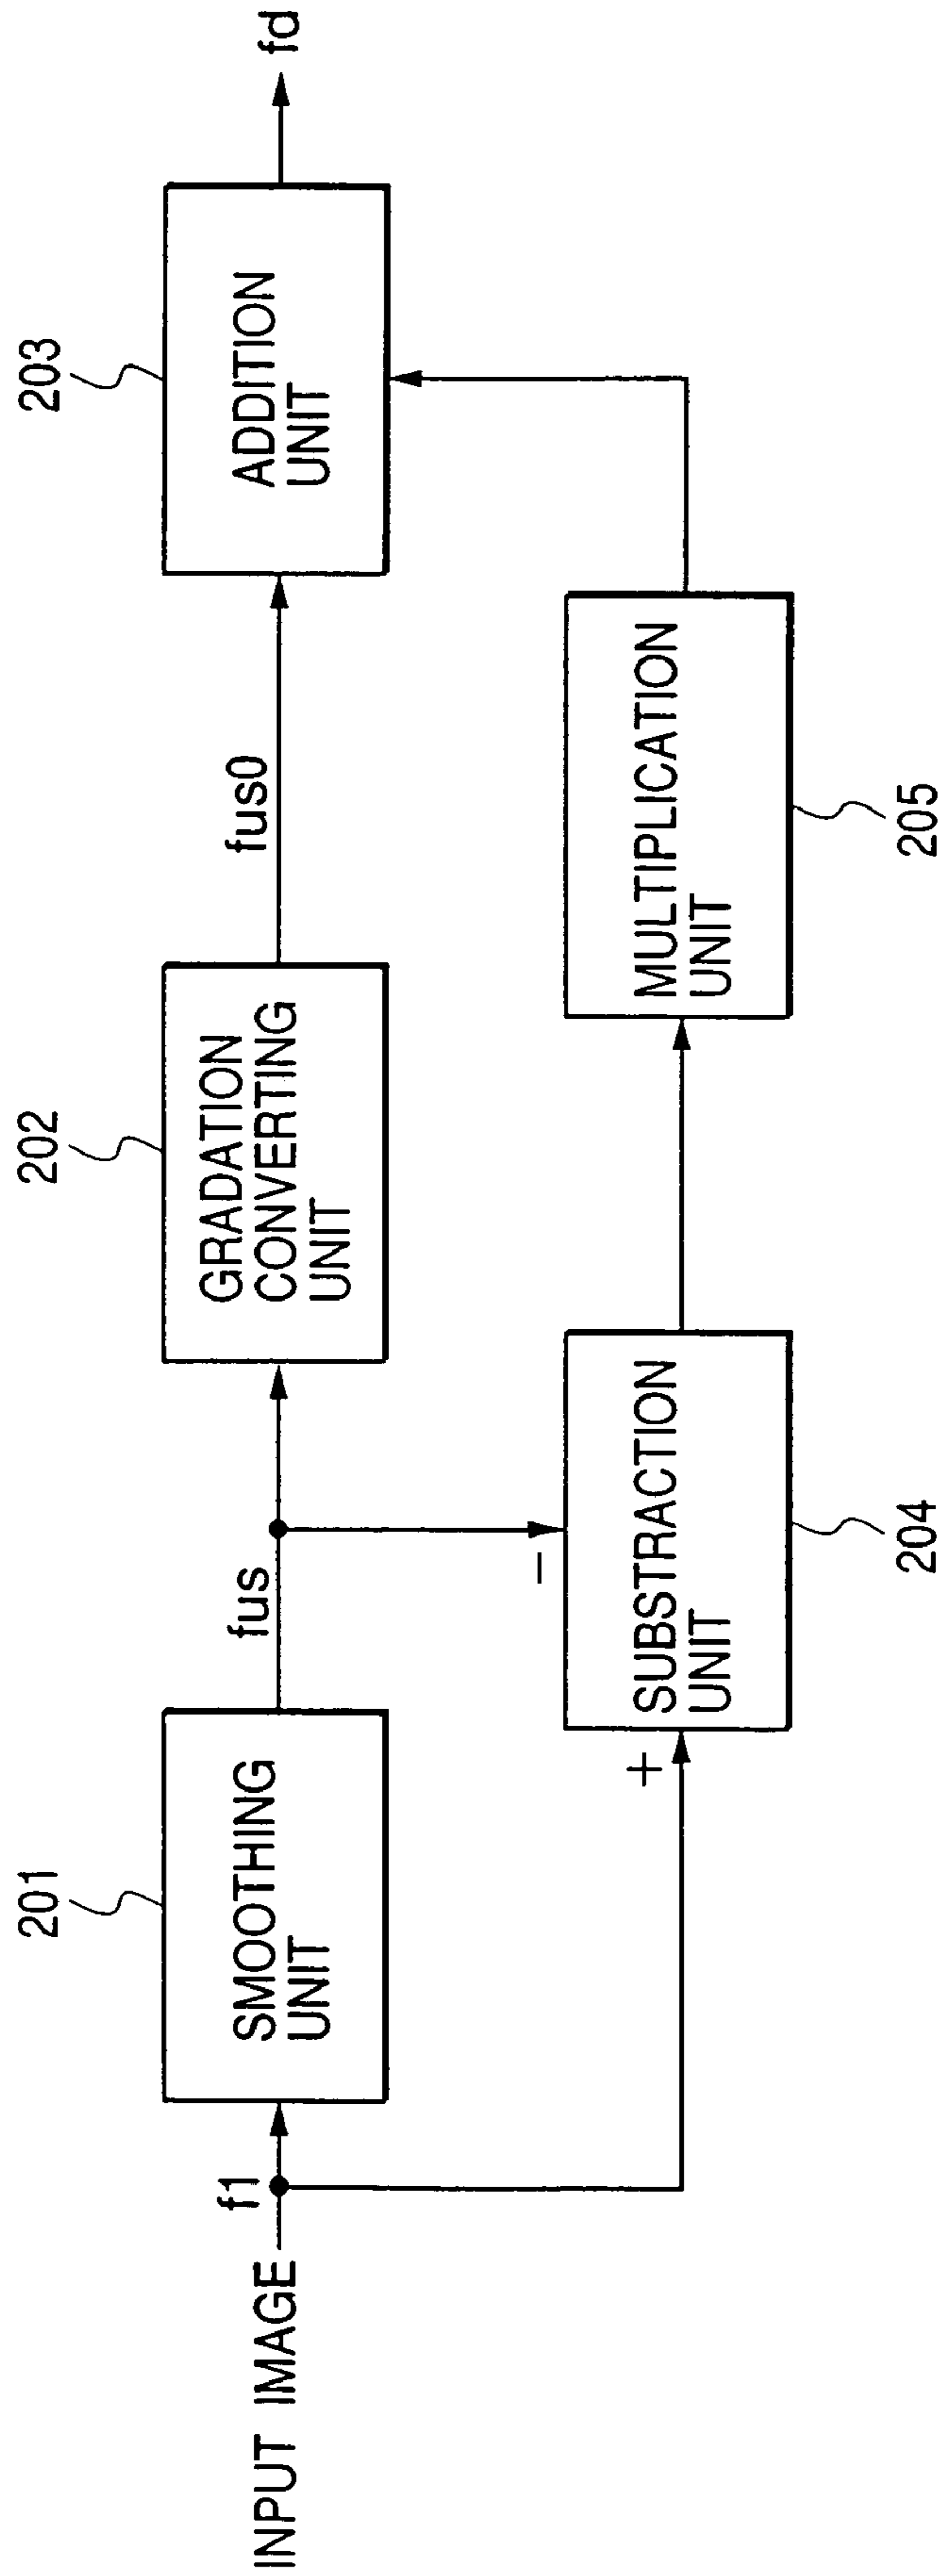 INPUT IMAGE
f1
201
SMOOTHING
UNIT
fus
202
GRADATION
CONVERTING
UNIT
fus0
203
ADDITION
UNIT
fd
+
-
SUBSTRACTION
UNIT
204
MULTIPLICATION
UNIT
205